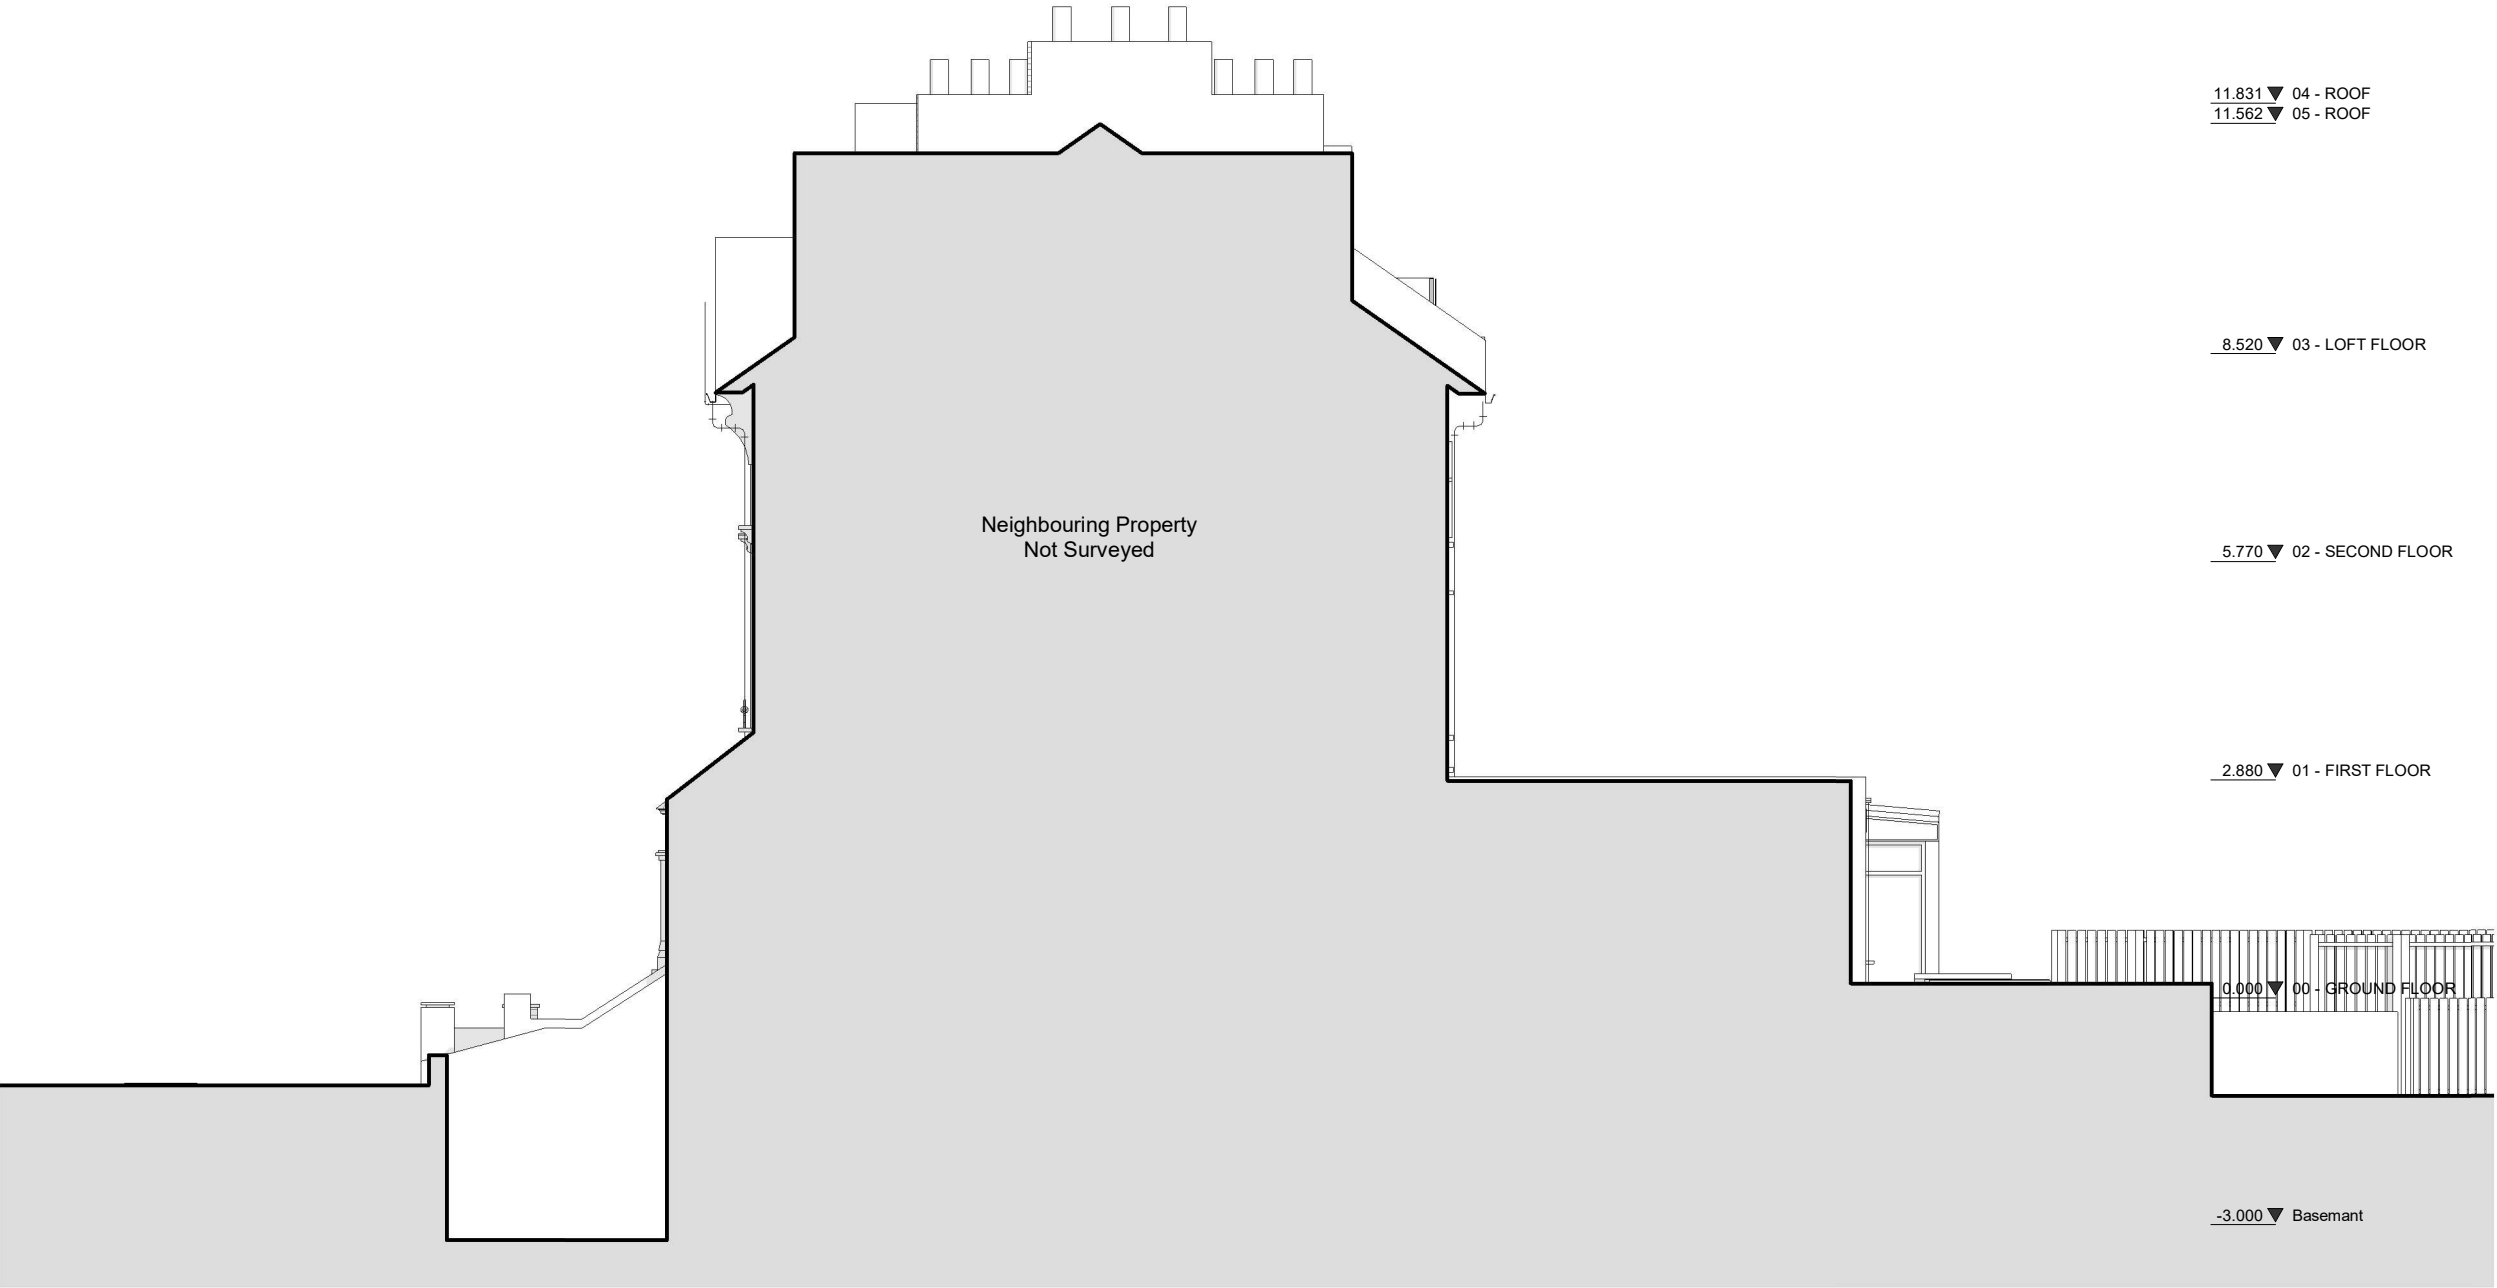 11.831 04 - ROOF
11.562 05 - ROOF
8.520 03 - LOFT FLOOR
Neighbouring Property
Not Surveyed
5.770 02 - SECOND FLOOR
2.880 01 - FIRST FLOOR
0.000 00 - GROUND FLOOR
-3.000 Basemant